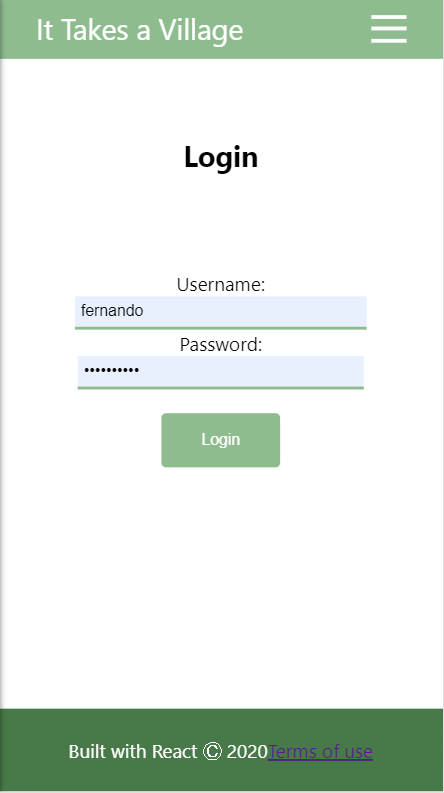 It Takes a Village
Login
Username:
fernando
Password:
••••••••••
Login
Built with React Ⓒ 2020Terms of use